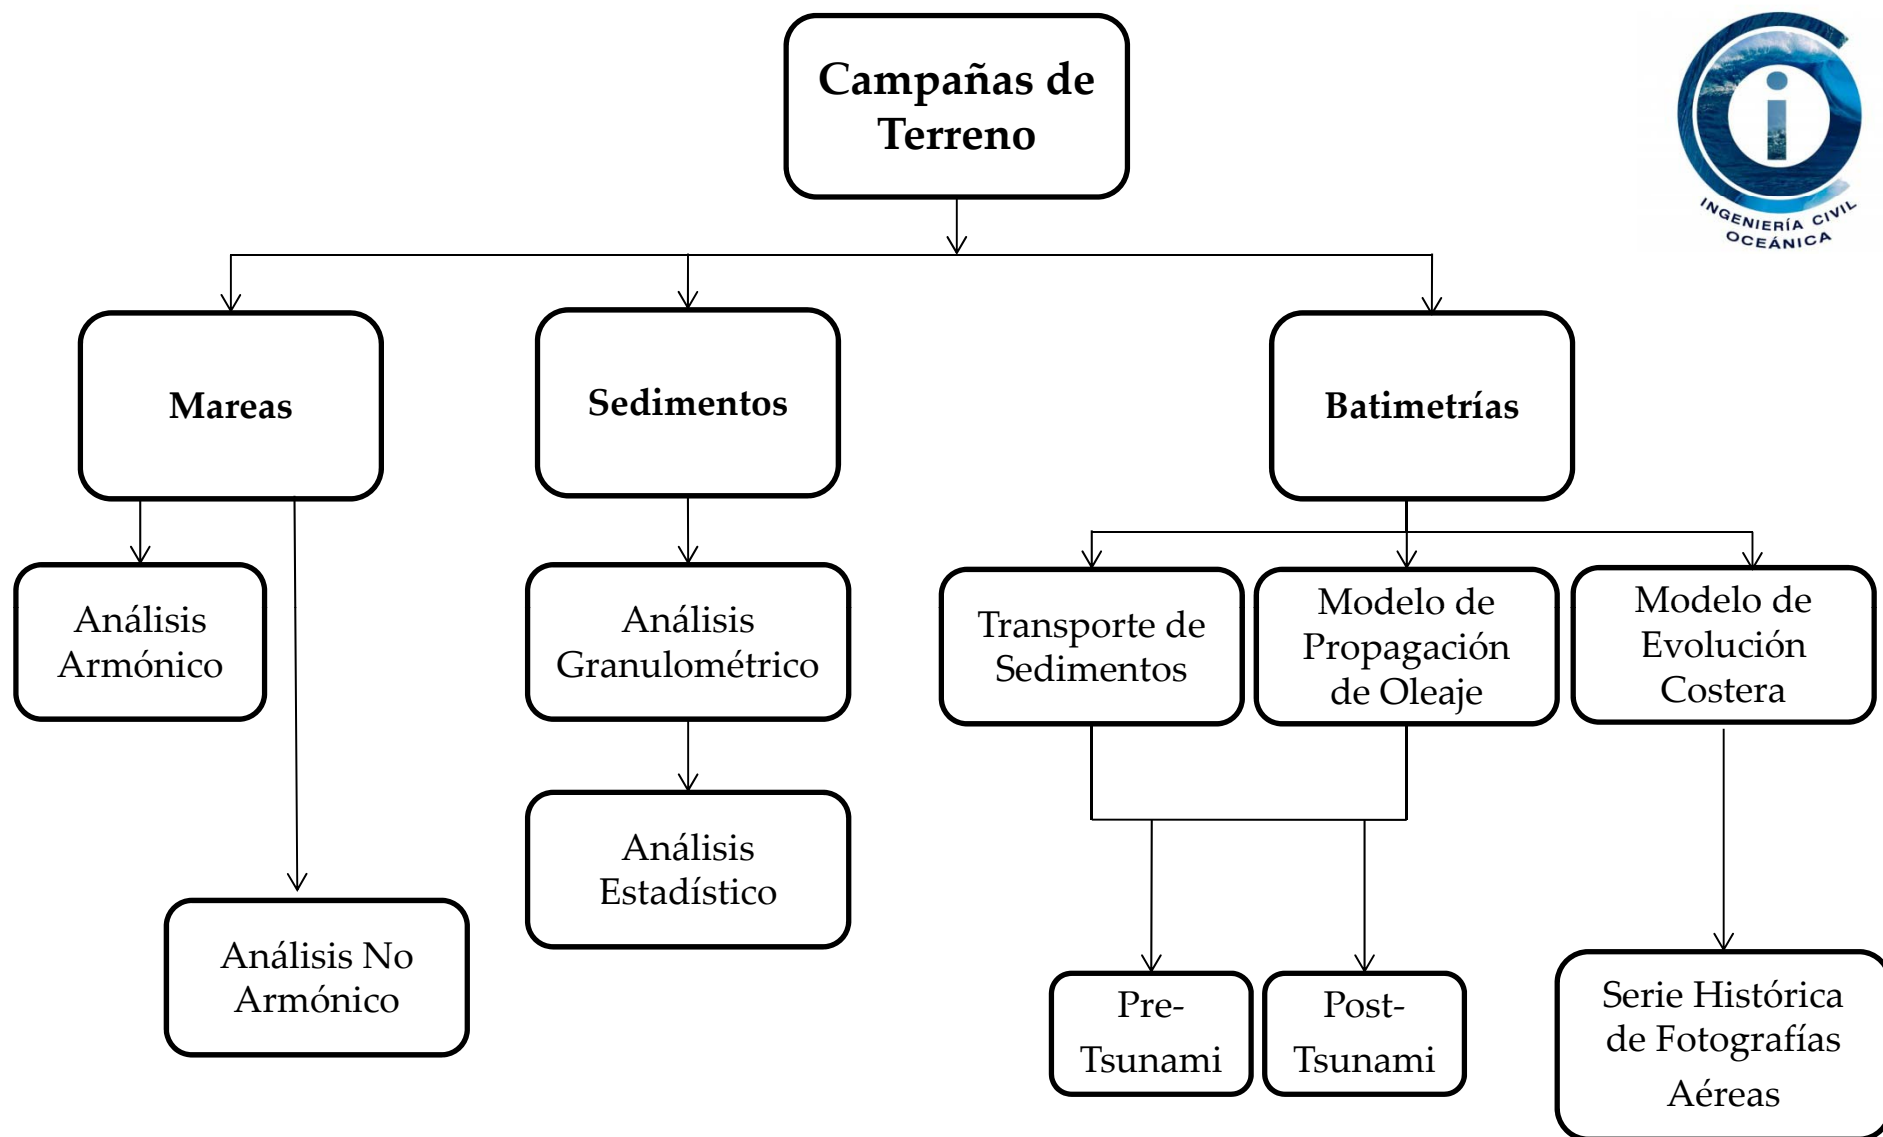 Campañas de
Terreno
INGENIERÍA CIVIL
OCEÁNICA
Mareas
Sedimentos
Batimetrías
Análisis
Armónico
Análisis
Granulométrico
Transporte de
Sedimentos
Modelo de
Propagación
de Oleaje
Modelo de
Evolución
Costera
Análisis
Estadístico
Análisis No
Armónico
Pre-
Tsunami
Post-
Tsunami
Serie Histórica
de Fotografías
Aéreas